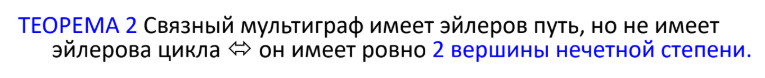 ТЕОРЕМА 2 Связный мультиграф имеет эйлеров путь, но не имеет
эйлерова цикла ⇔ он имеет ровно 2 вершины нечетной степени.